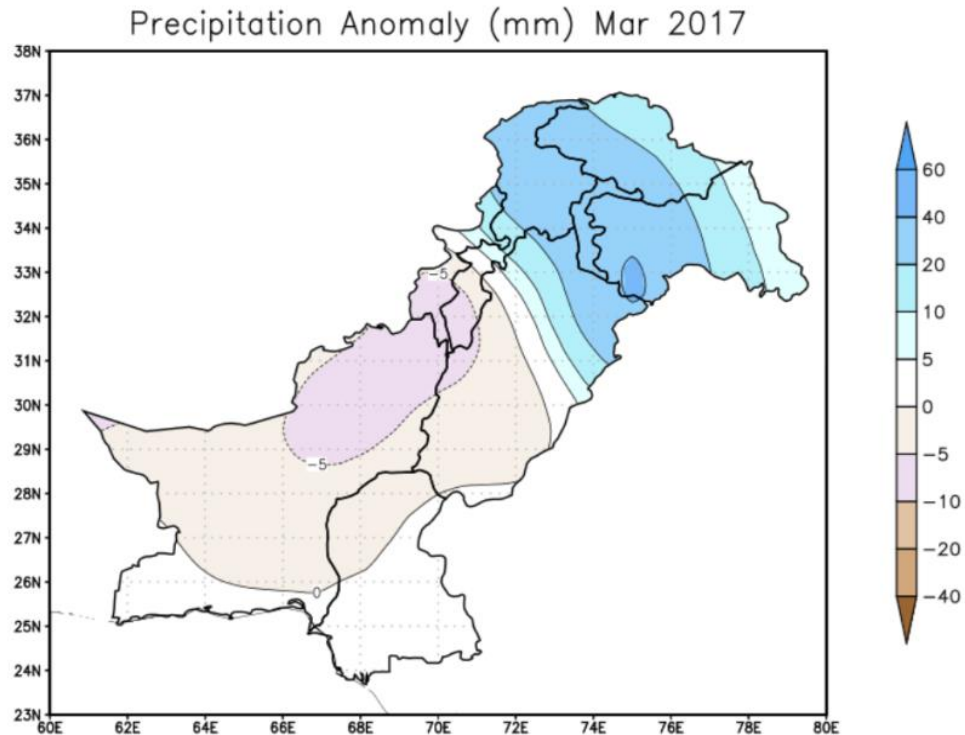 Precipitation Anomaly (mm) Mar 2017
38N
37N
36N
35N
34N
33N
32N
31N
30N
29N
28N
27N
26N
25N
24N
23N
60E 62E 64E 66E 68E 70E 72E 74E 76E 78E 80E
-5
-5
0
60
40
20
10
5
0
-5
-10
-20
-40